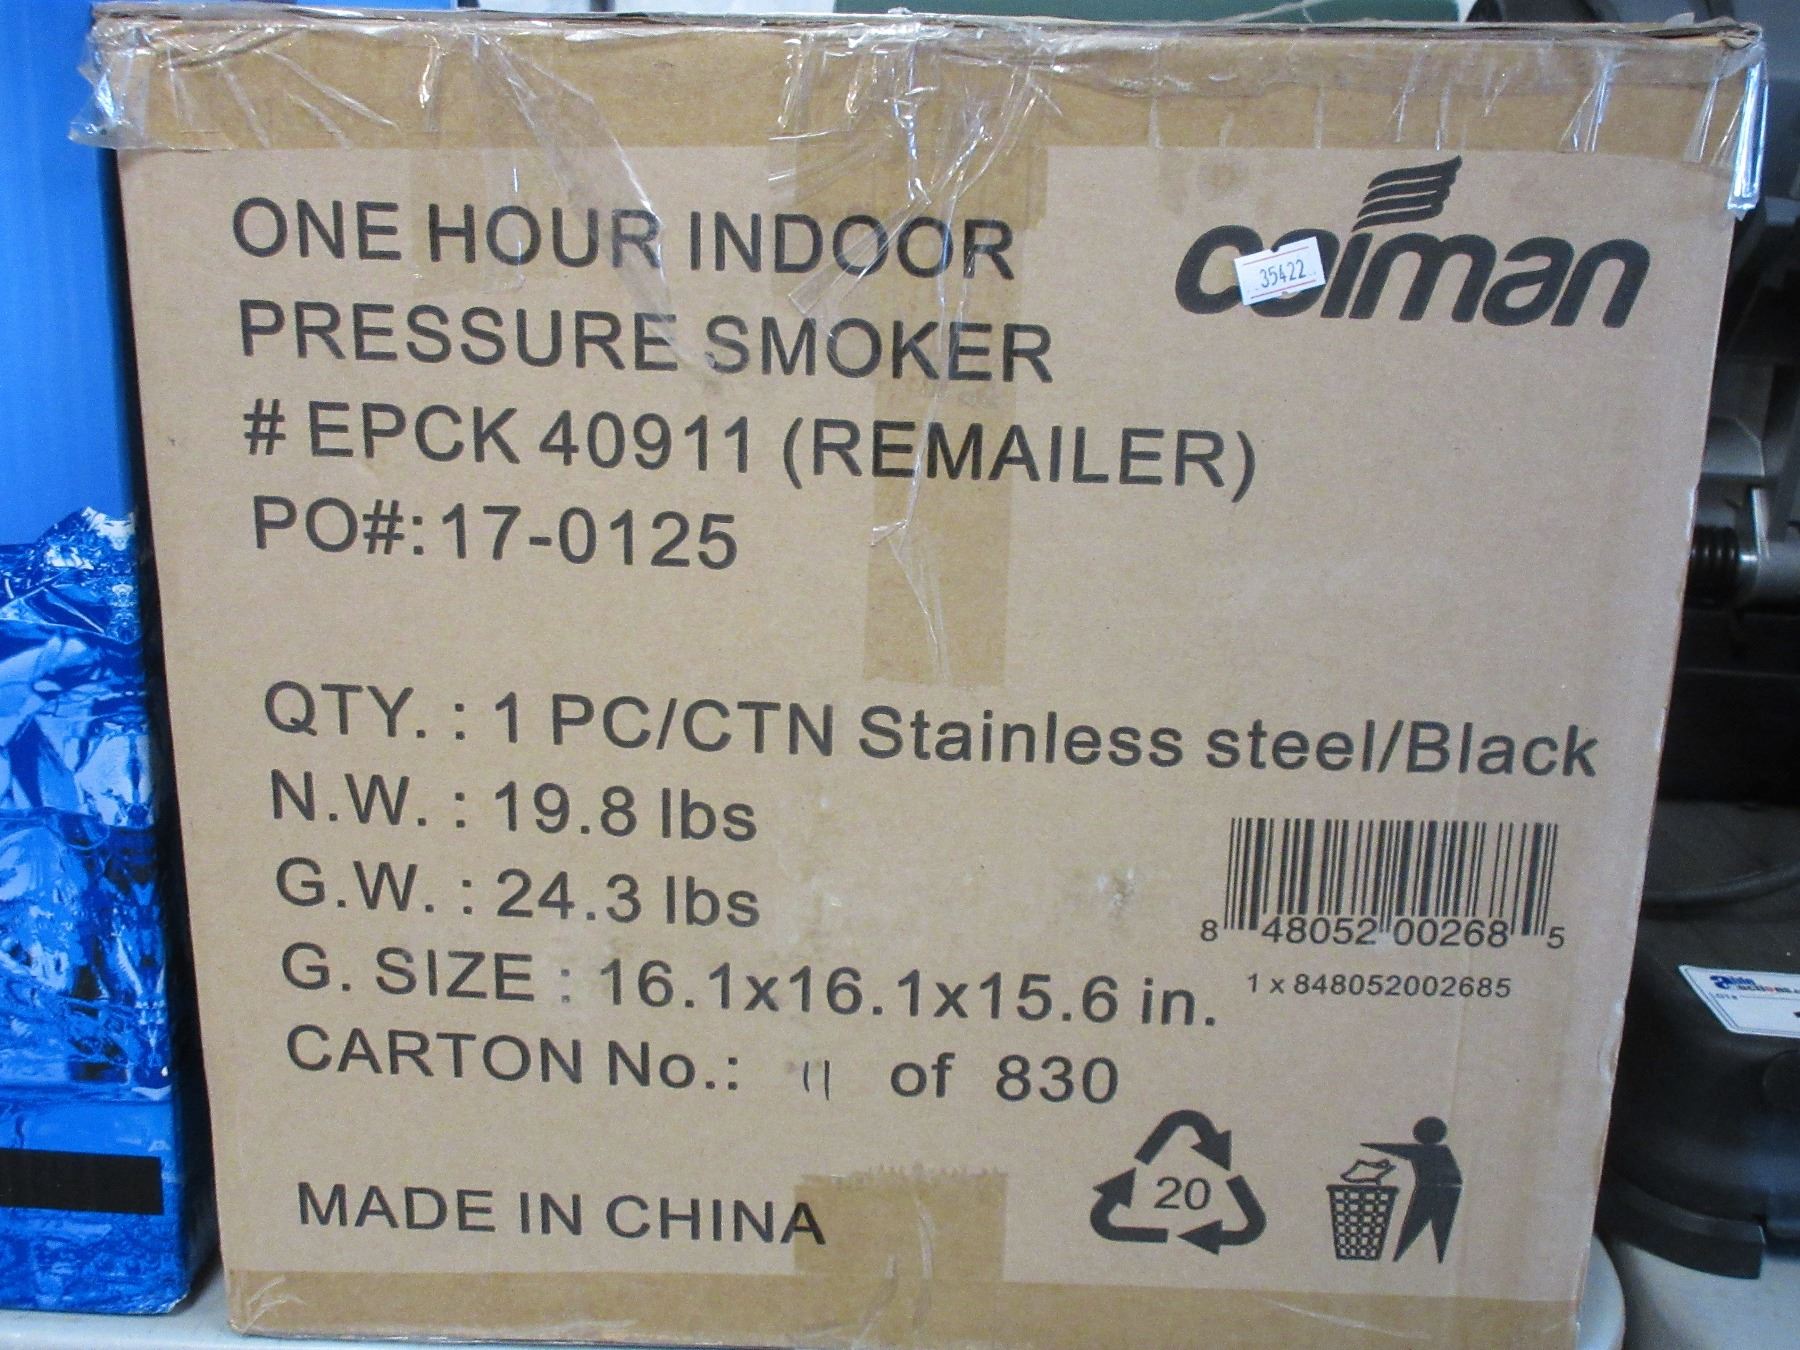 ONE HOUR INDOOR
PRESSURE SMOKER
# EPCK 40911 (REMAILER)
PO#: 17-0125
35422
QTY. : 1 PC/CTN Stainless steel/Black
N.W. : 19.8 lbs
G.W. : 24.3 lbs
G. SIZE : 16.1x16.1x15.6 in.
CARTON No.: 11 of 830
8 48052 00268 5
1 x 848052002685
MADE IN CHINA
20